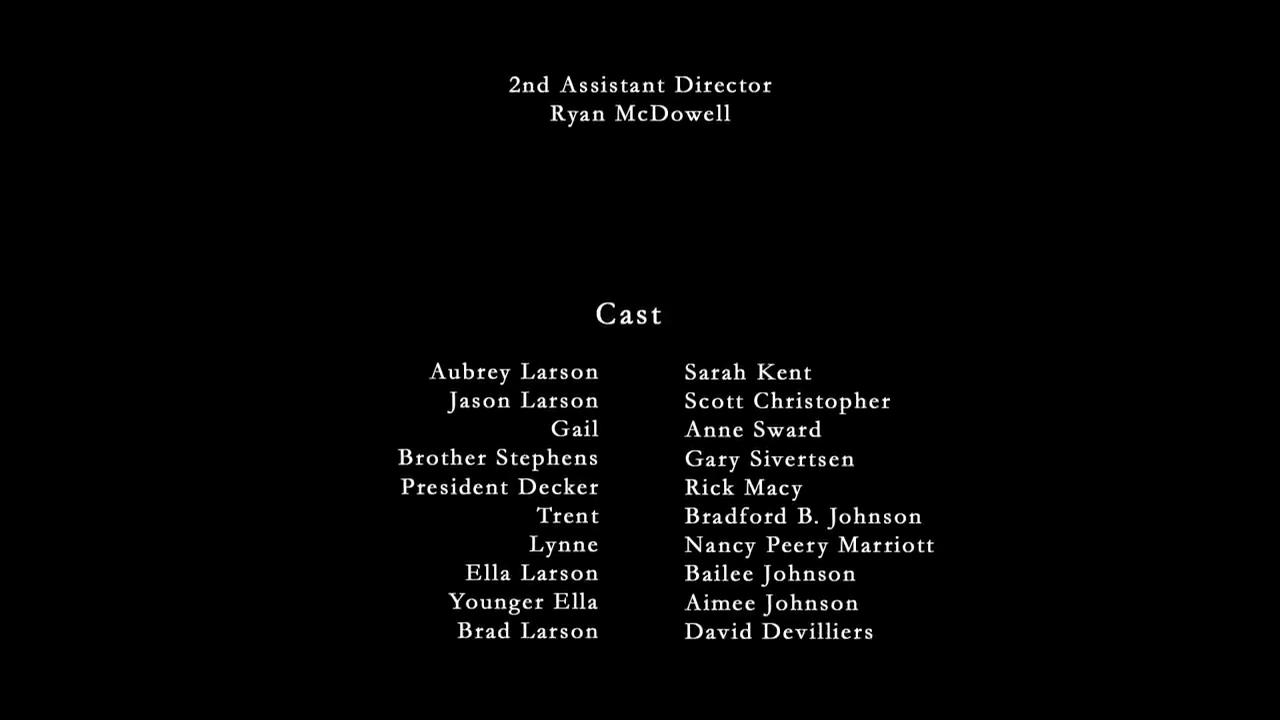 2nd Assistant Director
Ryan McDowell
Cast
Aubrey Larson Sarah Kent
Jason Larson Scott Christopher
Gail Anne Sward
Brother Stephens Gary Sivertsen
President Decker Rick Macy
Trent Bradford B. Johnson
Lynne Nancy Peery Marriott
Ella Larson Bailee Johnson
Younger Ella Aimee Johnson
Brad Larson David Devilliers